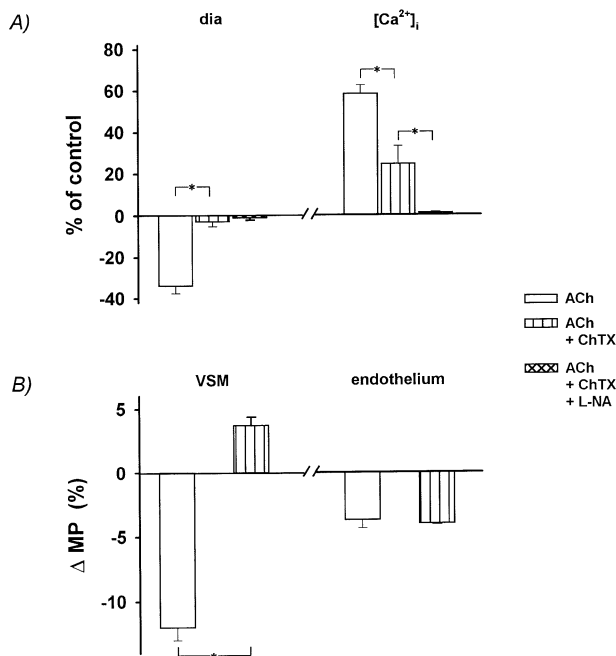 A)
dia
[Ca²⁺]ᵢ
% of control
80
60
40
20
0
-20
-40
*
*
*
ACh
ACh
+ ChTX
ACh
+ ChTX
+ L-NA
B)
VSM
endothelium
Δ MP (%)
5
0
-5
-10
*